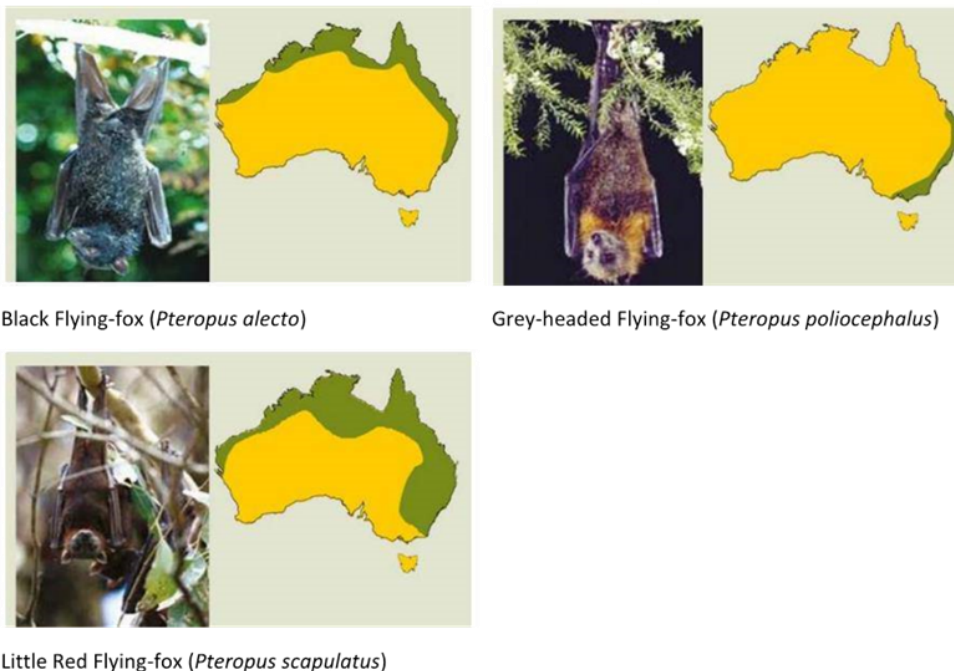 Black Flying-fox (Pteropus alecto)
Grey-headed Flying-fox (Pteropus poliocephalus)
Little Red Flying-fox (Pteropus scapulatus)